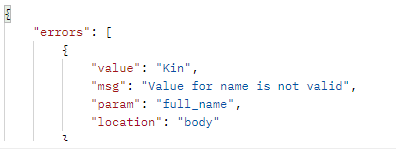 {
"errors": [
{
"value": "Kin",
"msg": "Value for name is not valid",
"param": "full_name",
"location": "body"
}